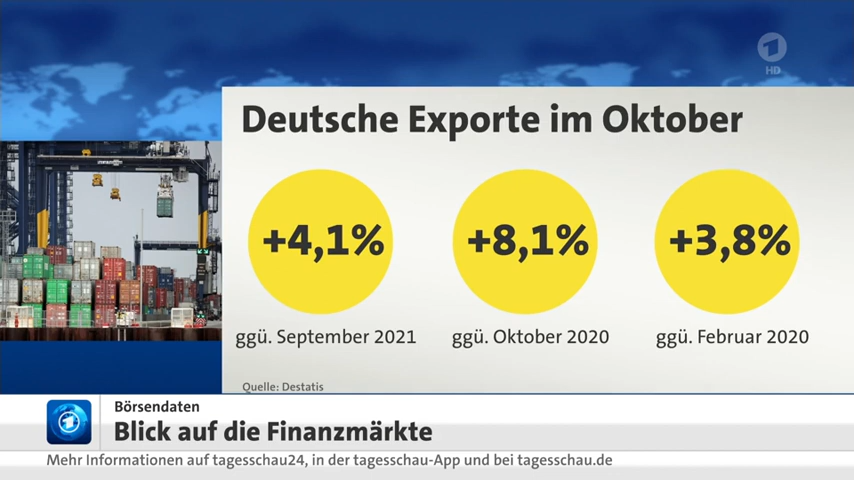 HD
Deutsche Exporte im Oktober
+4,1%
+8,1%
+3,8%
ggü. September 2021
ggü. Oktober 2020
ggü. Februar 2020
Quelle: Destatis
Börsendaten
Blick auf die Finanzmärkte
Mehr Informationen auf tagesschau24, in der tagesschau-App und bei tagesschau.de